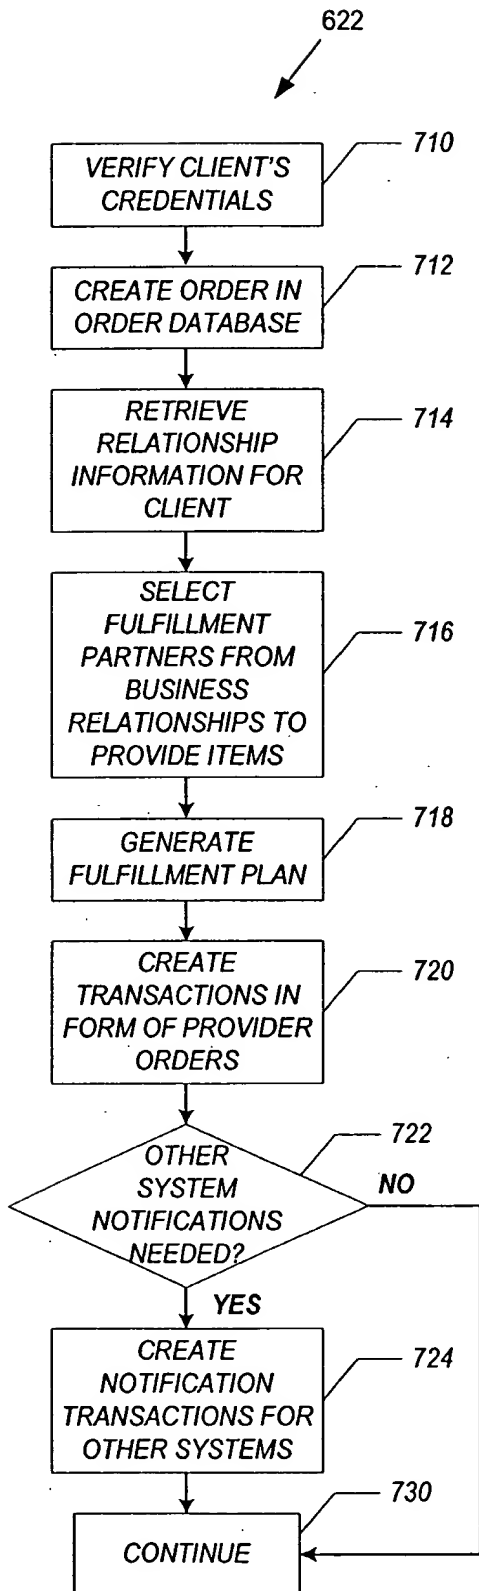 622
710
VERIFY CLIENT'S
CREDENTIALS
712
CREATE ORDER IN
ORDER DATABASE
714
RETRIEVE
RELATIONSHIP
INFORMATION FOR
CLIENT
716
SELECT
FULFILLMENT
PARTNERS FROM
BUSINESS
RELATIONSHIPS TO
PROVIDE ITEMS
718
GENERATE
FULFILLMENT PLAN
720
CREATE
TRANSACTIONS IN
FORM OF PROVIDER
ORDERS
722
OTHER
SYSTEM
NOTIFICATIONS
NEEDED?
NO
YES
724
CREATE
NOTIFICATION
TRANSACTIONS FOR
OTHER SYSTEMS
730
CONTINUE